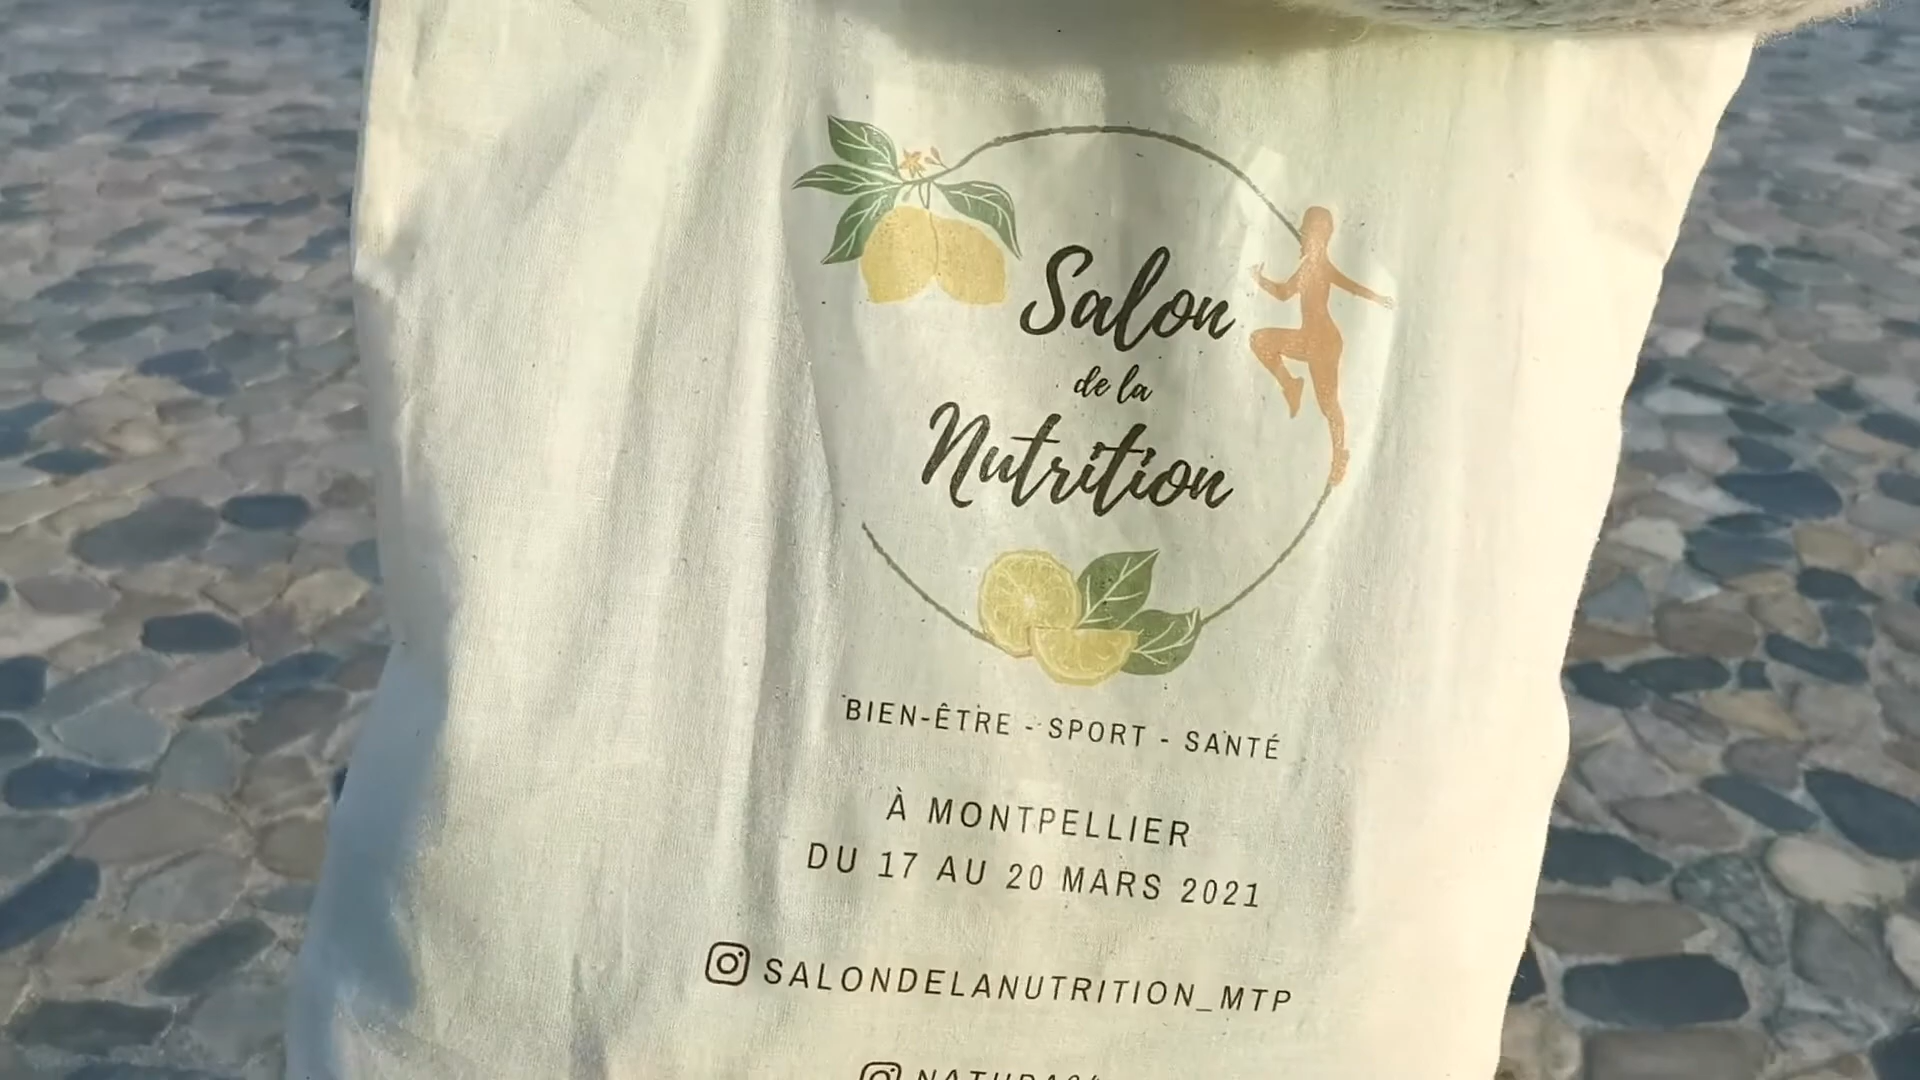 Salon
de la
Nutrition
BIEN-ÊTRE - SPORT - SANTÉ
À MONTPELLIER
DU 17 AU 20 MARS 2021
SALONDELANUTRITION_MTP